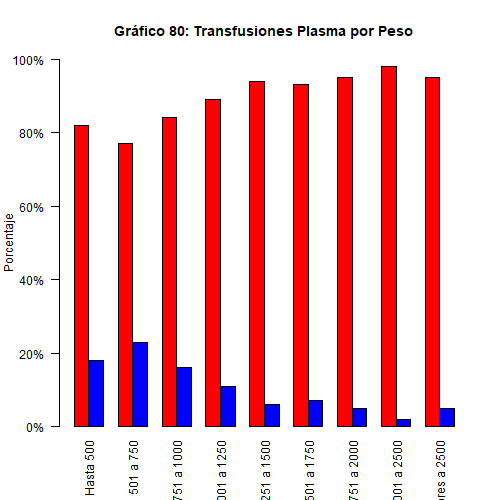 Gráfico 80: Transfusiones Plasma por Peso
100%
80%
60%
40%
20%
0%
Porcentaje
Hasta 500
501 a 750
751 a 1000
001 a 1250
251 a 1500
501 a 1750
751 a 2000
001 a 2500
ores a 2500